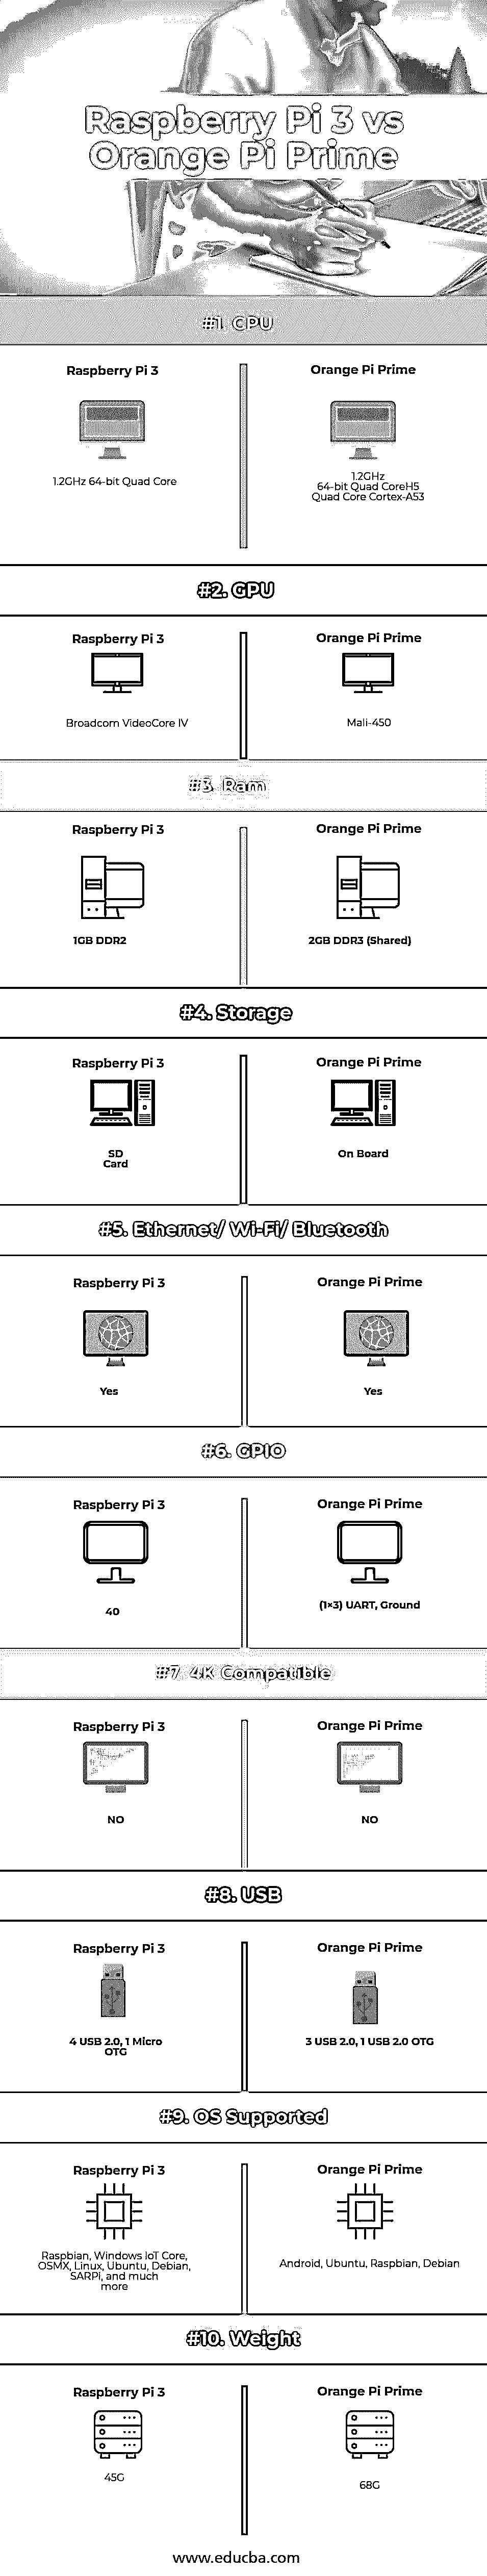 Raspberry Pi 3 vs
Orange Pi Prime
#1. CPU
Raspberry Pi 3
1.2GHz 64-bit Quad Core
Orange Pi Prime
1.2GHz
64-bit Quad CoreH5
Quad Core Cortex-A53
#2. GPU
Raspberry Pi 3
Broadcom VideoCore IV
Orange Pi Prime
Mali-450
#3. Ram
Raspberry Pi 3
1GB DDR2
Orange Pi Prime
2GB DDR3 (Shared)
#4. Storage
Raspberry Pi 3
SD
Card
Orange Pi Prime
On Board
#5. Ethernet/ Wi-Fi/ Bluetooth
Raspberry Pi 3
Yes
Orange Pi Prime
Yes
#6. GPIO
Raspberry Pi 3
40
Orange Pi Prime
(1×3) UART, Ground
#7. 4K Compatible
Raspberry Pi 3
NO
Orange Pi Prime
NO
#8. USB
Raspberry Pi 3
4 USB 2.0, 1 Micro
OTG
Orange Pi Prime
3 USB 2.0, 1 USB 2.0 OTG
#9. OS Supported
Raspberry Pi 3
Raspbian, Windows IoT Core,
OSMX, Linux, Ubuntu, Debian,
SARPi, and much
more
Orange Pi Prime
Android, Ubuntu, Raspbian, Debian
#10. Weight
Raspberry Pi 3
45G
Orange Pi Prime
68G
www.educba.com